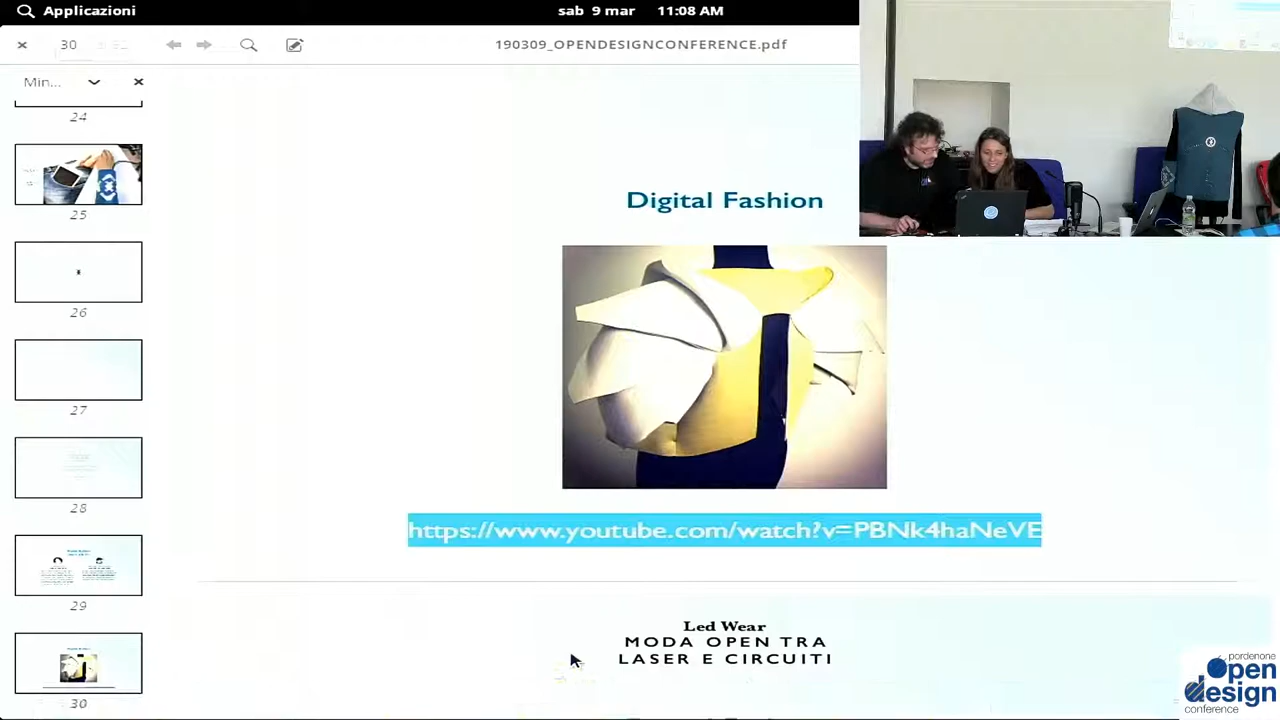 Applicazioni
sab 9 mar 11:08 AM
30
190309_OPENDESIGNCONFERENCE.pdf
Min...
24
25
26
27
28
29
30
Digital Fashion
https://www.youtube.com/watch?v=PBNk4haNeVE
Led Wear
MODA OPEN TRA
LASER E CIRCUITI
pordenone
open
design
conference